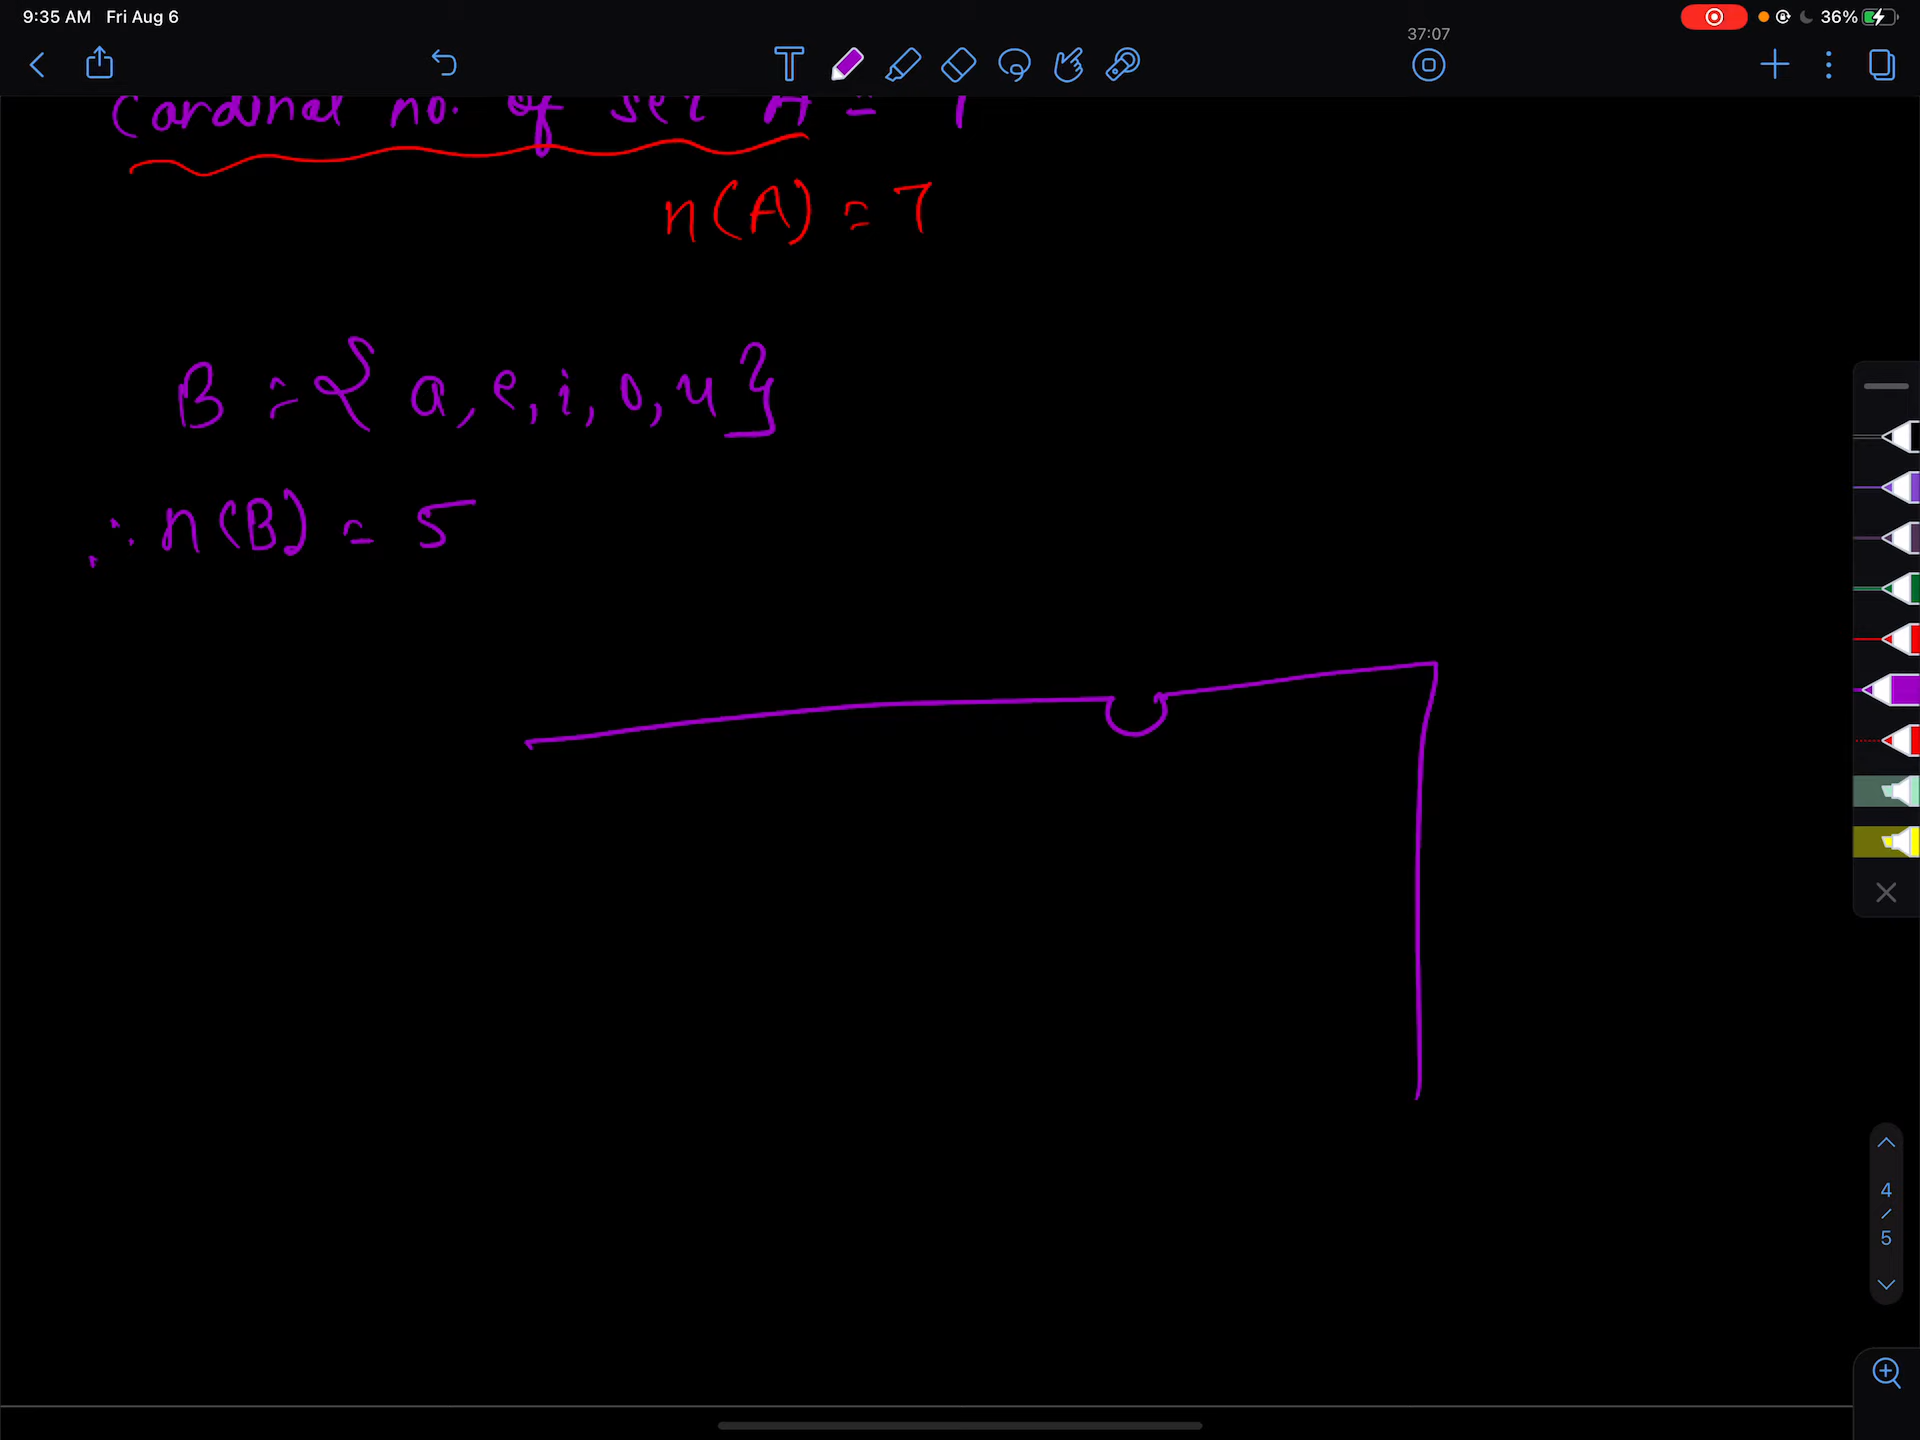 9:35 AM Fri Aug 6
36%
37:07
Cardinal no. of set A = 7
n(A) = 7
B = { a, e, i, o, u }
∴ n(B) = 5
4
/
5